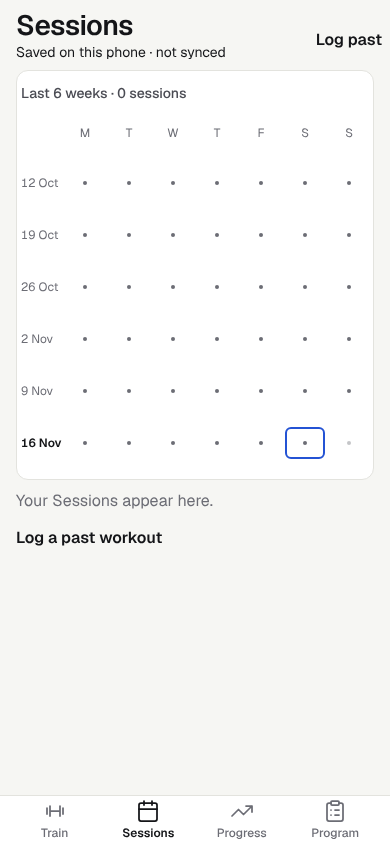 Sessions
Saved on this phone · not synced
Log past
Last 6 weeks · 0 sessions
M T W T F S S
12 Oct
19 Oct
26 Oct
2 Nov
9 Nov
16 Nov
Your Sessions appear here.
Log a past workout
Train Sessions Progress Program